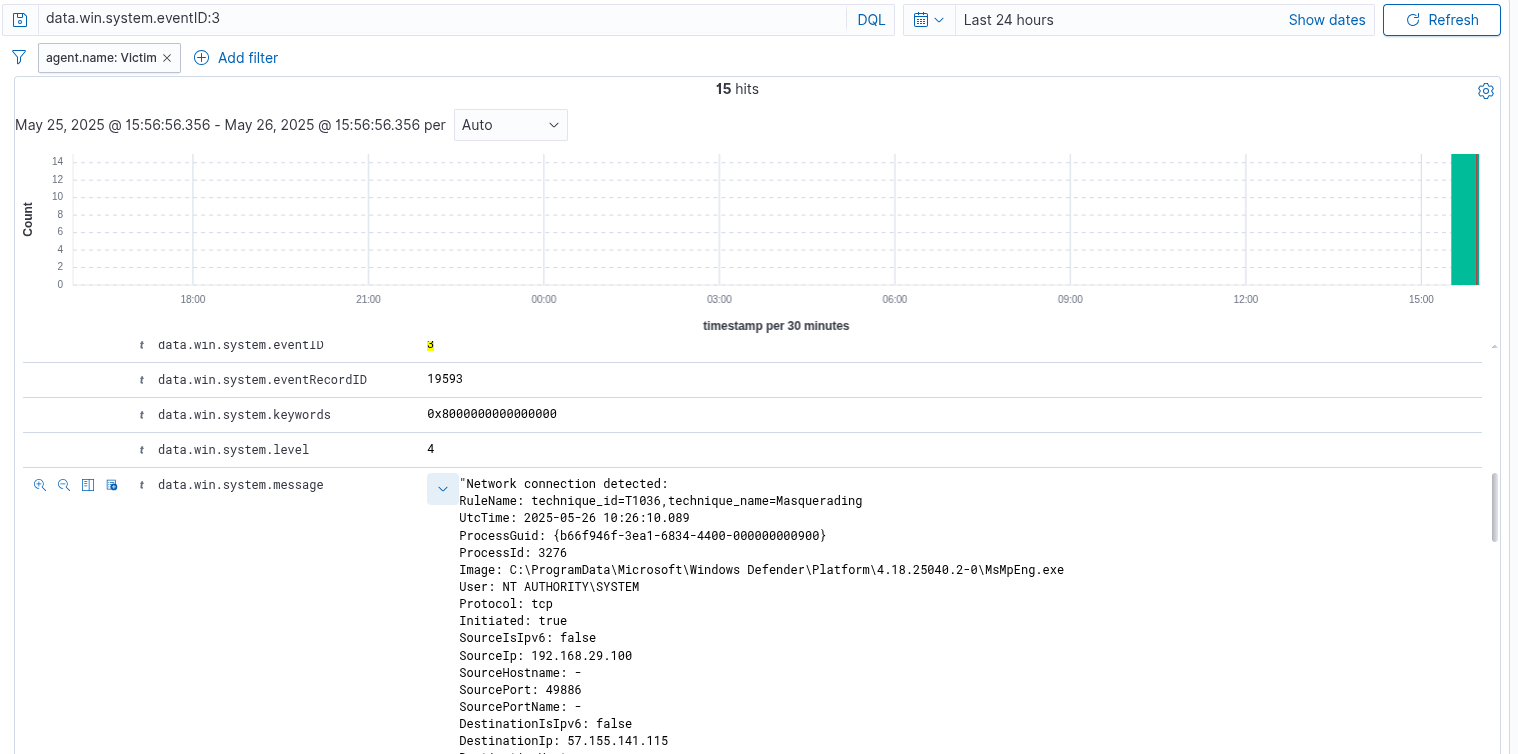 data.win.system.eventID:3
DQL
Last 24 hours
Show dates
Refresh
agent.name: Victim ×
Add filter
15 hits
May 25, 2025 @ 15:56:56.356 - May 26, 2025 @ 15:56:56.356 per
Auto
Count
14
12
10
8
6
4
2
0
18:00
21:00
00:00
03:00
06:00
09:00
12:00
15:00
timestamp per 30 minutes
t data.win.system.eventID 3
t data.win.system.eventRecordID 19593
t data.win.system.keywords 0x8000000000000000
t data.win.system.level 4
t data.win.system.message "Network connection detected:
RuleName: technique_id=T1036,technique_name=Masquerading
UtcTime: 2025-05-26 10:26:10.089
ProcessGuid: {b66f946f-3ea1-6834-4400-000000000900}
ProcessId: 3276
Image: C:\ProgramData\Microsoft\Windows Defender\Platform\4.18.25040.2-0\MsMpEng.exe
User: NT AUTHORITY\SYSTEM
Protocol: tcp
Initiated: true
SourceIsIpv6: false
SourceIp: 192.168.29.100
SourceHostname: -
SourcePort: 49886
SourcePortName: -
DestinationIsIpv6: false
DestinationIp: 57.155.141.115